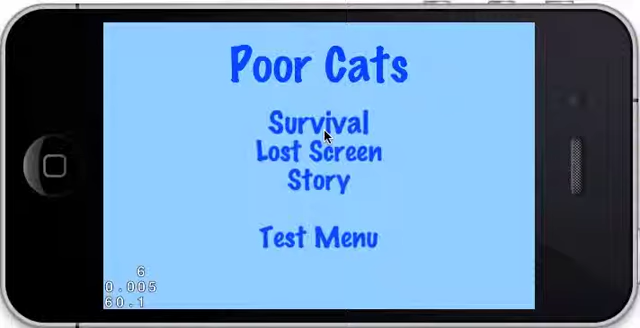 Poor Cats
Survival
Lost Screen
Story
Test Menu
6
0.005
60.1